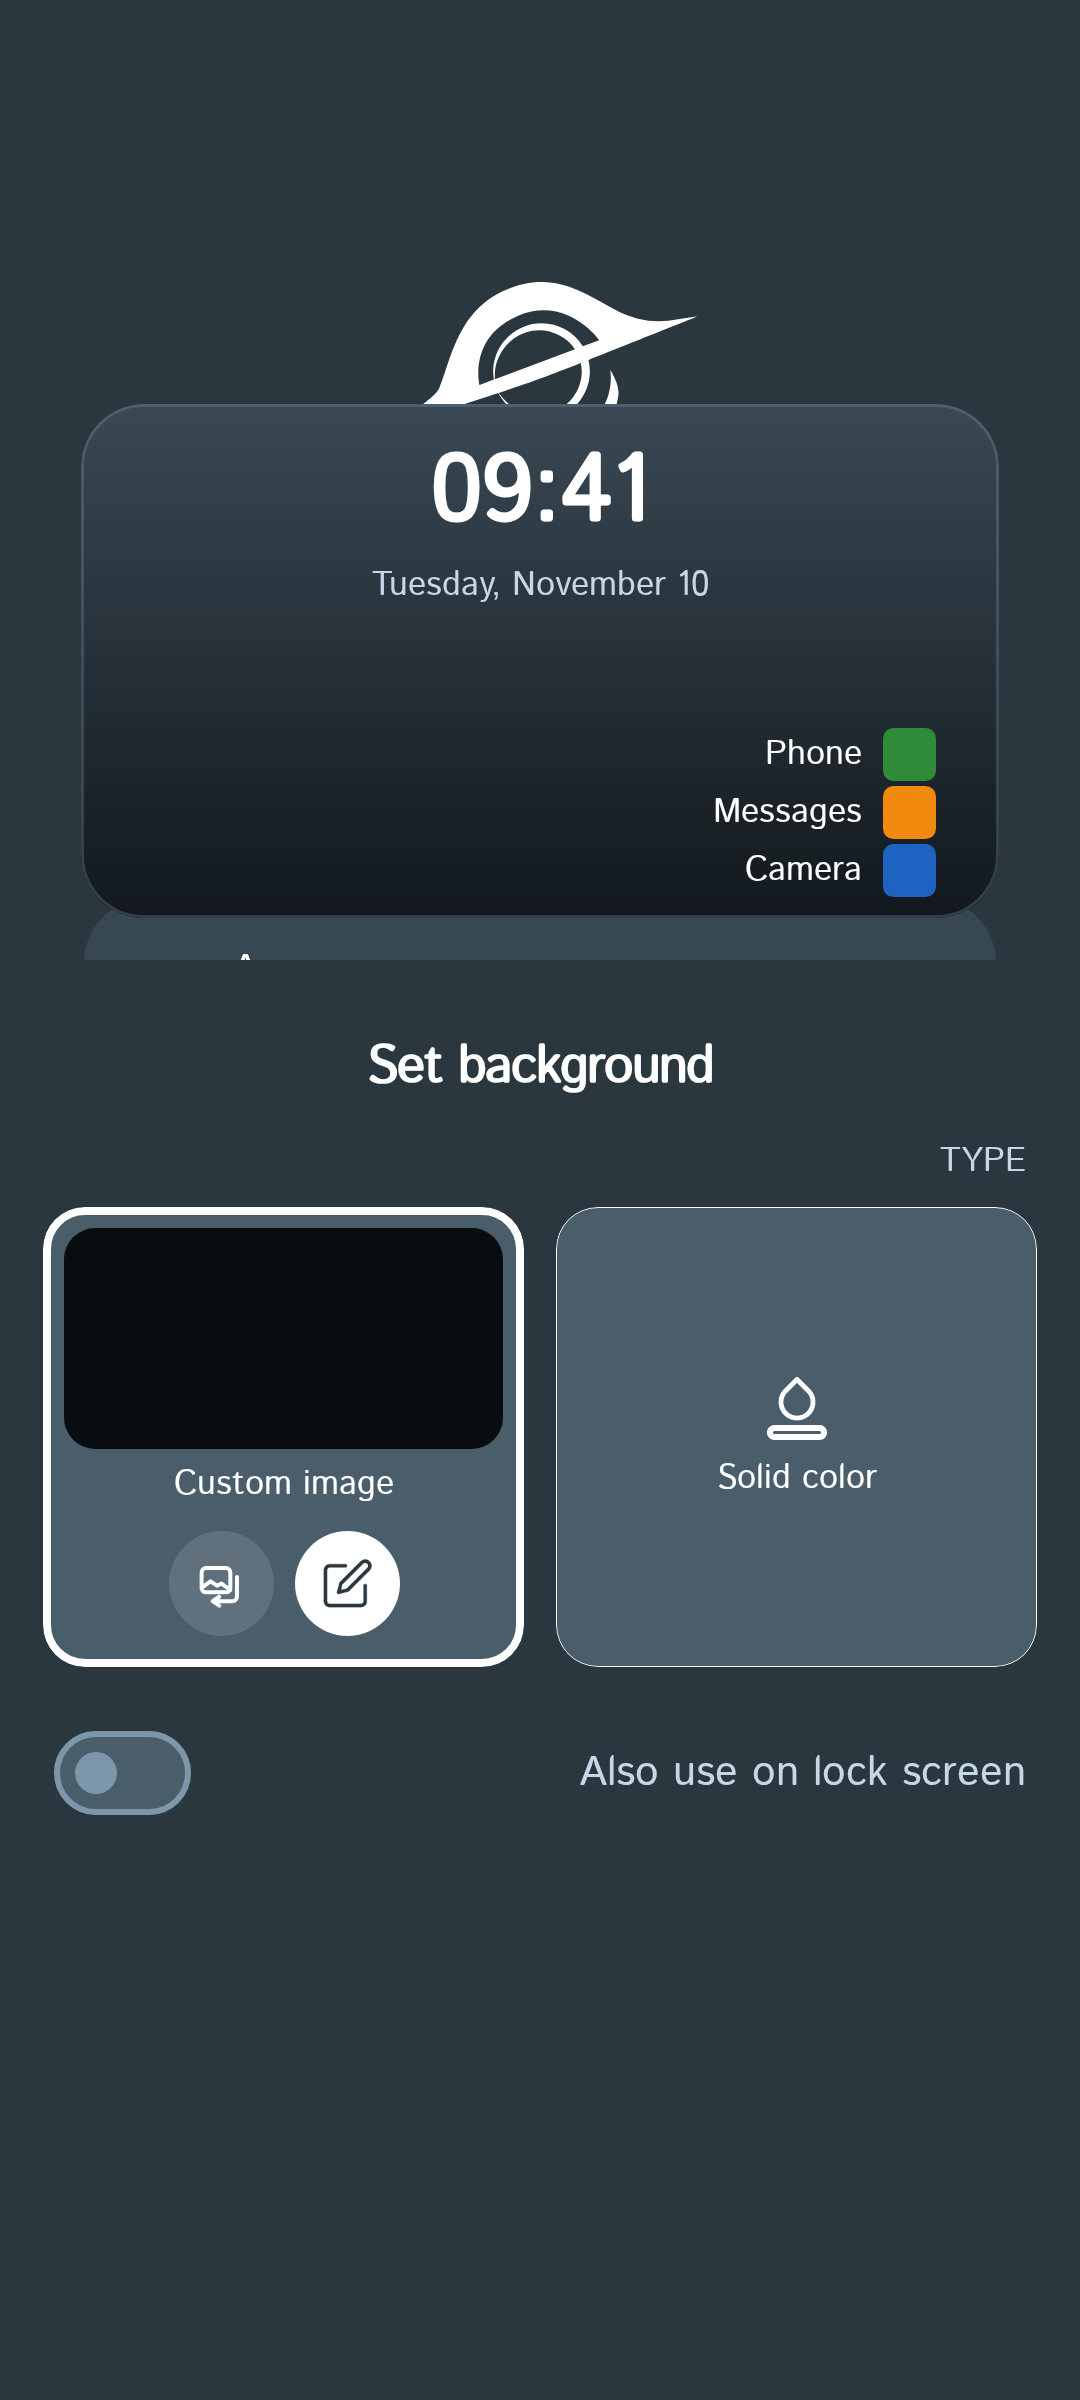 09:41
Tuesday, November 10
Phone
Messages
Camera
Set background
TYPE
Custom image
Solid color
Also use on lock screen